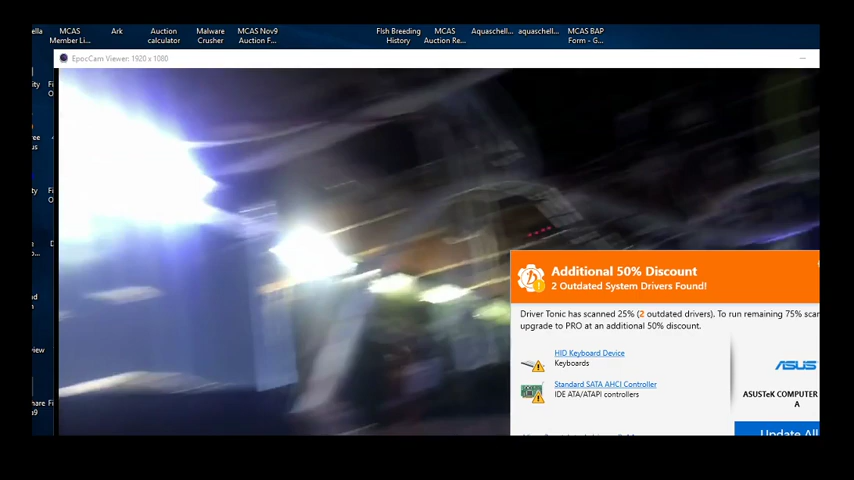 ella
MCAS
Member Li...
Ark
Auction
calculator
Malware
Crusher
MCAS Nov9
Auction F...
FIsh Breeding
History
MCAS
Auction Re...
Aquaschell...
aquaschell...
MCAS BAP
Form - G...
EpocCam Viewer: 1920 x 1080
Additional 50% Discount
2 Outdated System Drivers Found!
Driver Tonic has scanned 25% (2 outdated drivers). To run remaining 75% scan
upgrade to PRO at an additional 50% discount.
HID Keyboard Device
Keyboards
Standard SATA AHCI Controller
IDE ATA/ATAPI controllers
ASUS
ASUSTeK COMPUTER
A
Update All